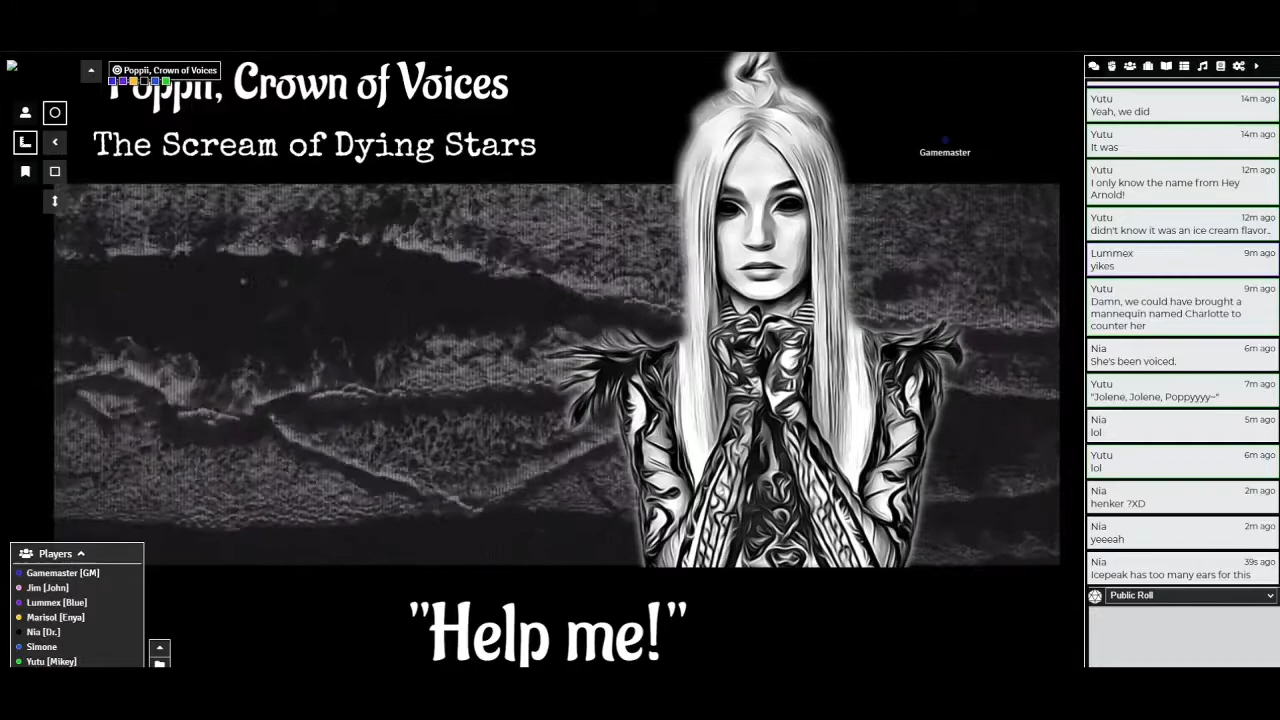 Poppii, Crown of Voices
Poppii, Crown of Voices
The Scream of Dying Stars
Gamemaster
"Help me!"
Players
Gamemaster [GM]
Jim [John]
Lummex [Blue]
Marisol [Enya]
Nia [Dr.]
Simone
Yutu [Mikey]
Yutu 14m ago
Yeah, we did
Yutu 14m ago
It was
Yutu 12m ago
I only know the name from Hey
Arnold!
Yutu 12m ago
didn't know it was an ice cream flavor..
Lummex 9m ago
yikes
Yutu 9m ago
Damn, we could have brought a
mannequin named Charlotte to
counter her
Nia 6m ago
She's been voiced.
Yutu 7m ago
"Jolene, Jolene, Poppyyyy~"
Nia 5m ago
lol
Yutu 6m ago
lol
Nia 2m ago
henker ?XD
Nia 2m ago
yeeeah
Nia 39s ago
Icepeak has too many ears for this
Public Roll